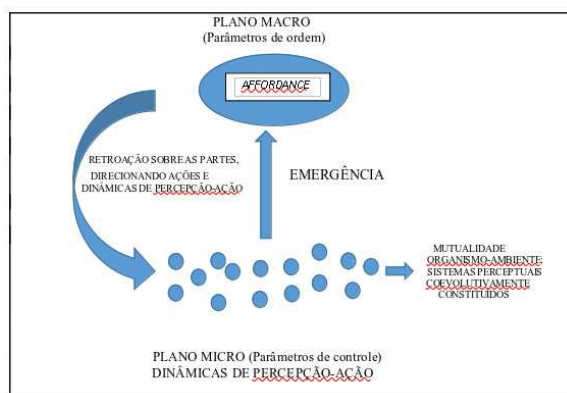 PLANO MACRO
(Parâmetros de ordem)
AFFORDANCE
RETROAÇÃO SOBRE AS PARTES,
DIRECIONANDO AÇÕES E
DINÂMICAS DE PERCEPÇÃO-AÇÃO
EMERGÊNCIA
MUTUALIDADE
ORGANISMO-AMBIENTE:
SISTEMAS PERCEPTUAIS
COEVOLUTIVAMENTE
CONSTITUÍDOS
PLANO MICRO (Parâmetros de controle)
DINÂMICAS DE PERCEPÇÃO-AÇÃO